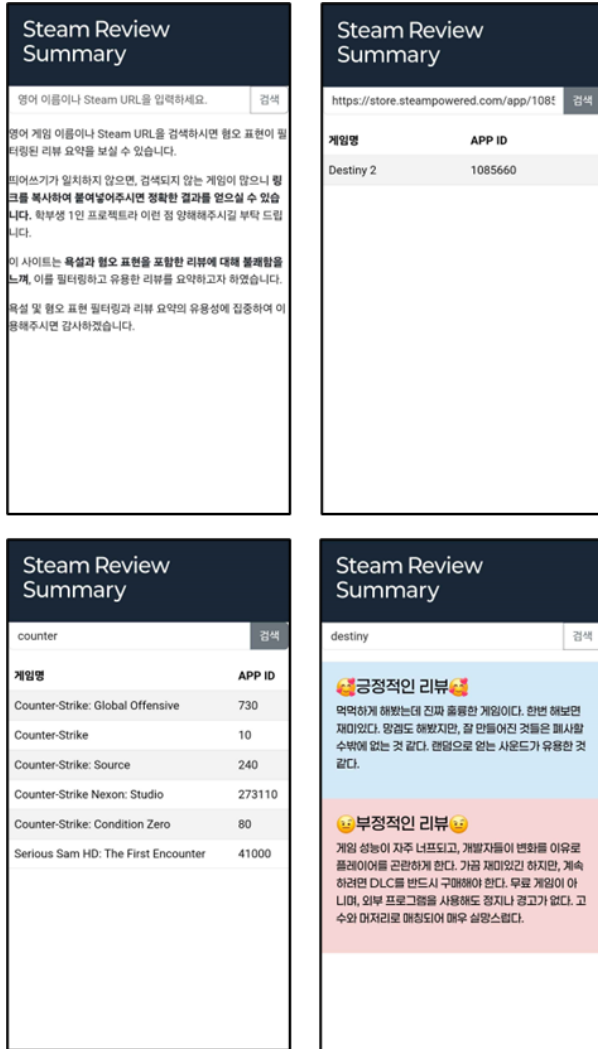 Steam Review
Summary
영어 이름이나 Steam URL을 입력하세요.
검색
영어 게임 이름이나 Steam URL을 검색하시면 혐오 표현이 필
터링된 리뷰 요약을 보실 수 있습니다.
띄어쓰기가 일치하지 않으면, 검색되지 않는 게임이 많으니 링
크를 복사하여 붙여넣어주시면 정확한 결과를 얻으실 수 있습
니다. 학부생 1인 프로젝트라 이런 점 양해해주시길 부탁 드립
니다.
이 사이트는 욕설과 혐오 표현을 포함한 리뷰에 대해 불쾌함을
느껴, 이를 필터링하고 유용한 리뷰를 요약하고자 하였습니다.
욕설 및 혐오 표현 필터링과 리뷰 요약의 유용성에 집중하여 이
용해주시면 감사하겠습니다.
Steam Review
Summary
https://store.steampowered.com/app/1085
검색
게임명 APP ID
Destiny 2 1085660
Steam Review
Summary
counter
검색
게임명 APP ID
Counter-Strike: Global Offensive 730
Counter-Strike 10
Counter-Strike: Source 240
Counter-Strike Nexon: Studio 273110
Counter-Strike: Condition Zero 80
Serious Sam HD: The First Encounter 41000
Steam Review
Summary
destiny
검색
🥰긍정적인 리뷰🥰
먹먹하게 해봤는데 진짜 훌륭한 게임이다. 한번 해보면
재미있다. 망겜도 해봤지만, 잘 만들어진 것들은 폐사할
수밖에 없는 것 같다. 랜덤으로 얻는 사운드가 유용한 것
같다.
😉부정적인 리뷰😉
게임 성능이 자주 너프되고, 개발자들이 변화를 이유로
플레이어를 곤란하게 한다. 가끔 재미있긴 하지만, 계속
하려면 DLC를 반드시 구매해야 한다. 무료 게임이 아
니며, 외부 프로그램을 사용해도 정지나 경고가 없다. 고
수와 머저리로 매칭되어 매우 실망스럽다.